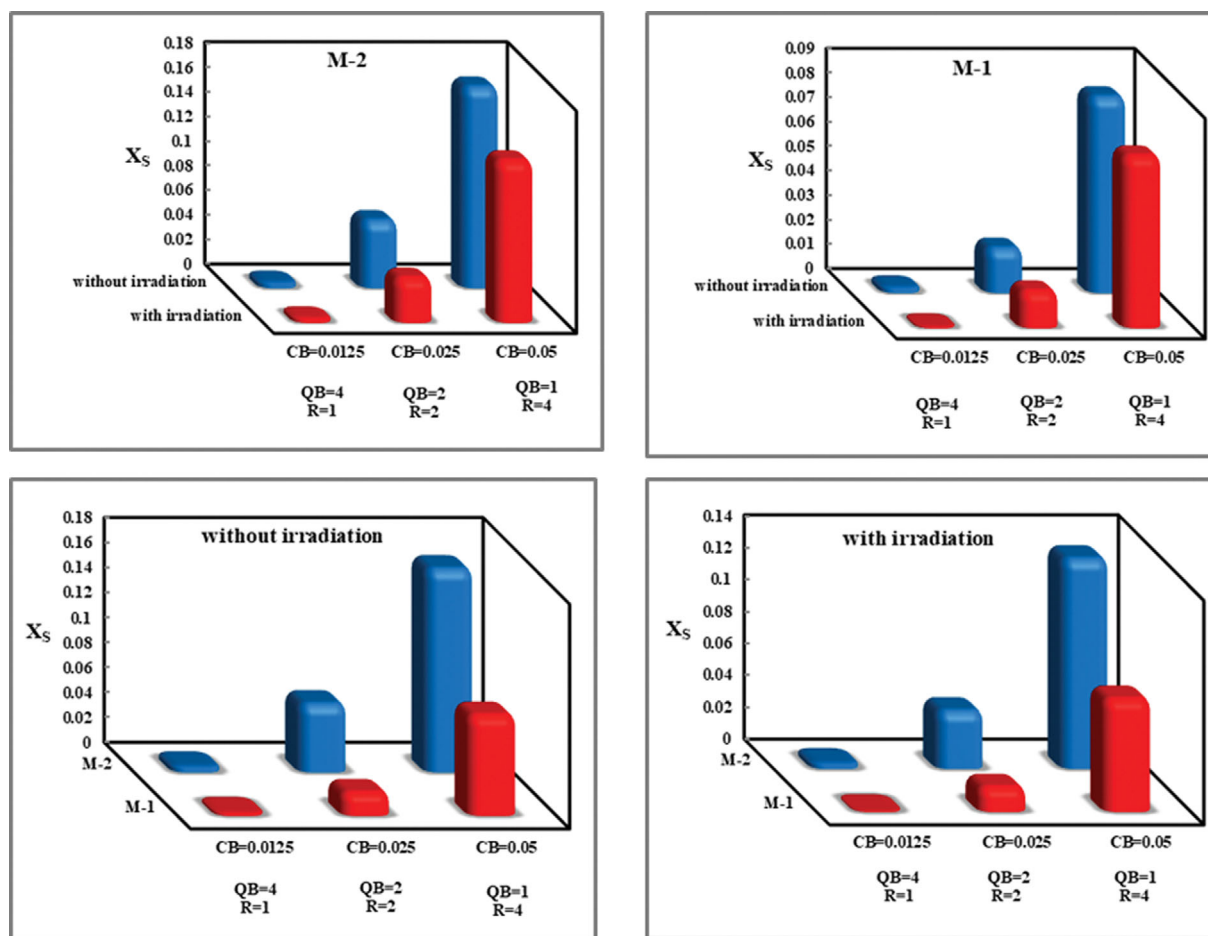 M-2
0.18
0.16
0.14
0.12
0.1
0.08
0.06
0.04
0.02
0
XS
without irradiation
with irradiation
CB=0.0125 CB=0.025 CB=0.05
QB=4 QB=2 QB=1
R=1 R=2 R=4
M-1
0.09
0.08
0.07
0.06
0.05
0.04
0.03
0.02
0.01
0
XS
without irradiation
with irradiation
CB=0.0125 CB=0.025 CB=0.05
QB=4 QB=2 QB=1
R=1 R=2 R=4
without irradiation
0.18
0.16
0.14
0.12
0.1
0.08
0.06
0.04
0.02
0
XS
M-2
M-1
CB=0.0125 CB=0.025 CB=0.05
QB=4 QB=2 QB=1
R=1 R=2 R=4
with irradiation
0.14
0.12
0.1
0.08
0.06
0.04
0.02
0
XS
M-2
M-1
CB=0.0125 CB=0.025 CB=0.05
QB=4 QB=2 QB=1
R=1 R=2 R=4